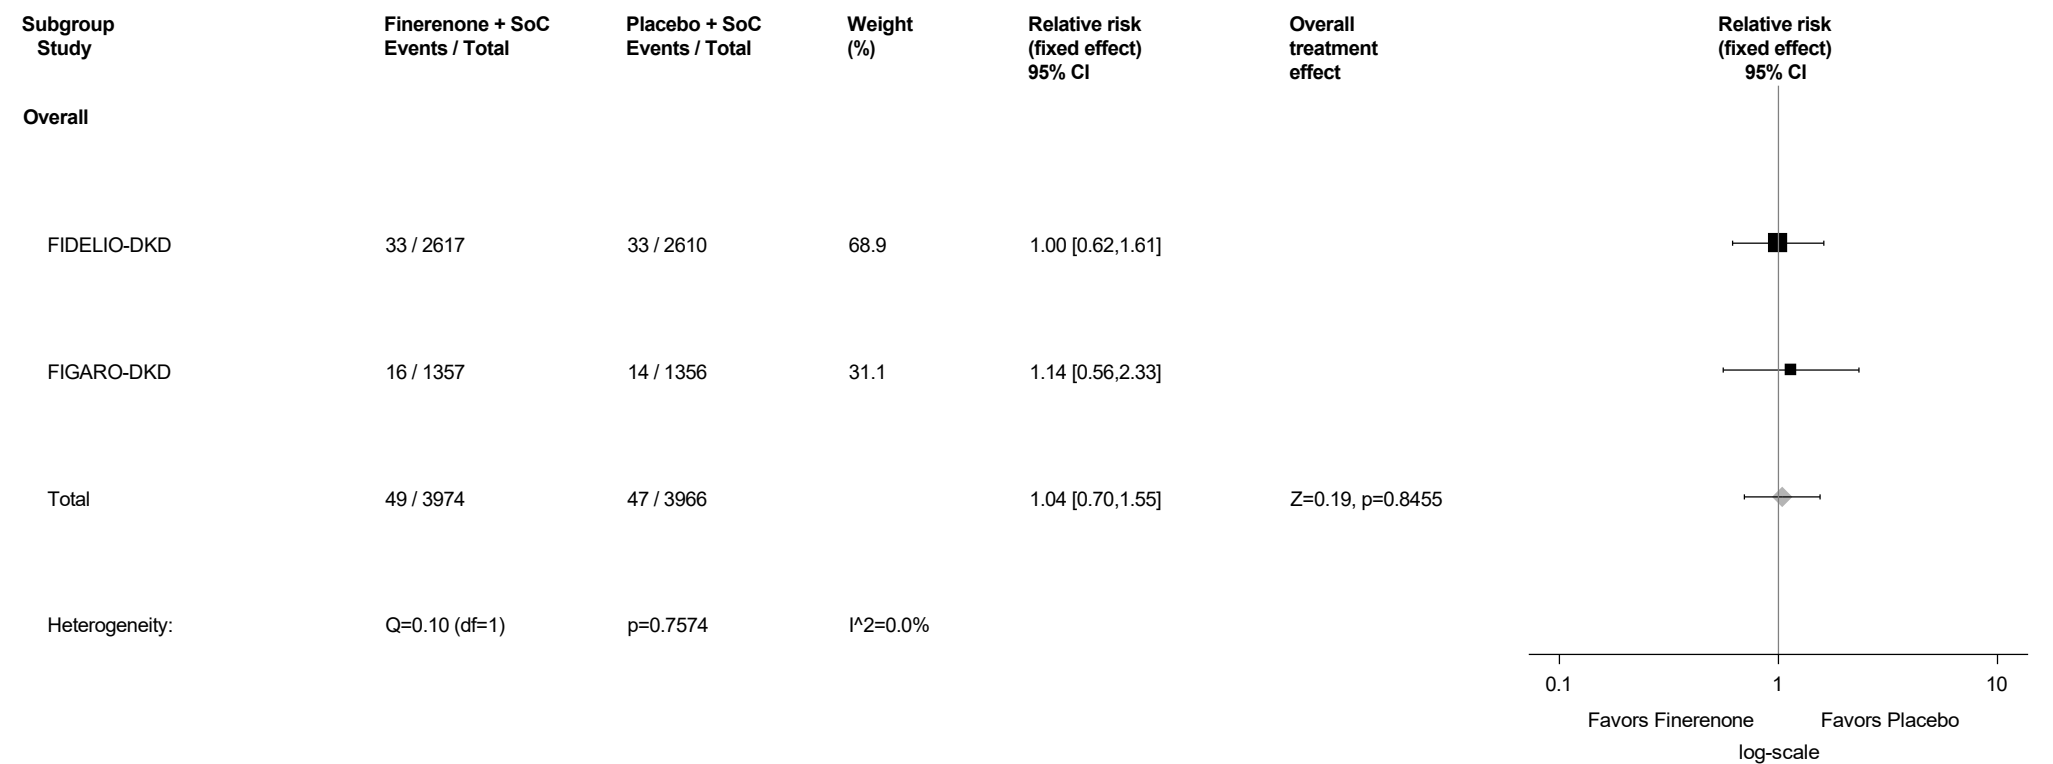 Subgroup Finerenone + SoC Placebo + SoC Weight Relative risk Overall Relative risk
Study Events / Total Events / Total (%) (fixed effect) treatment (fixed effect)
95% CI effect 95% CI
Overall
FIDELIO-DKD 33 / 2617 33 / 2610 68.9 1.00 [0.62,1.61]
FIGARO-DKD 16 / 1357 14 / 1356 31.1 1.14 [0.56,2.33]
Total 49 / 3974 47 / 3966 1.04 [0.70,1.55] Z=0.19, p=0.8455
Heterogeneity: Q=0.10 (df=1) p=0.7574 I^2=0.0%
0.1 1 10
Favors Finerenone Favors Placebo
log-scale